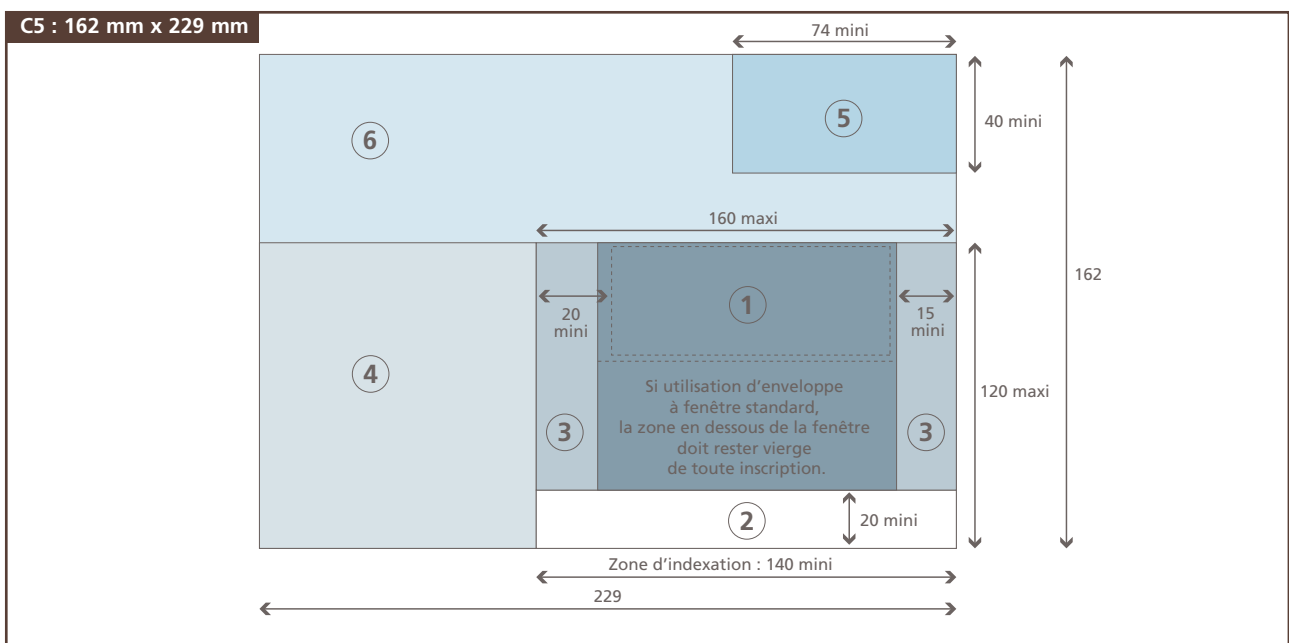 C5 : 162 mm x 229 mm
74 mini
5
40 mini
6
160 maxi
162
1
20
mini
15
mini
4
120 maxi
Si utilisation d’enveloppe
à fenêtre standard,
la zone en dessous de la fenêtre
doit rester vierge
de toute inscription.
3
3
2
20 mini
Zone d’indexation : 140 mini
229